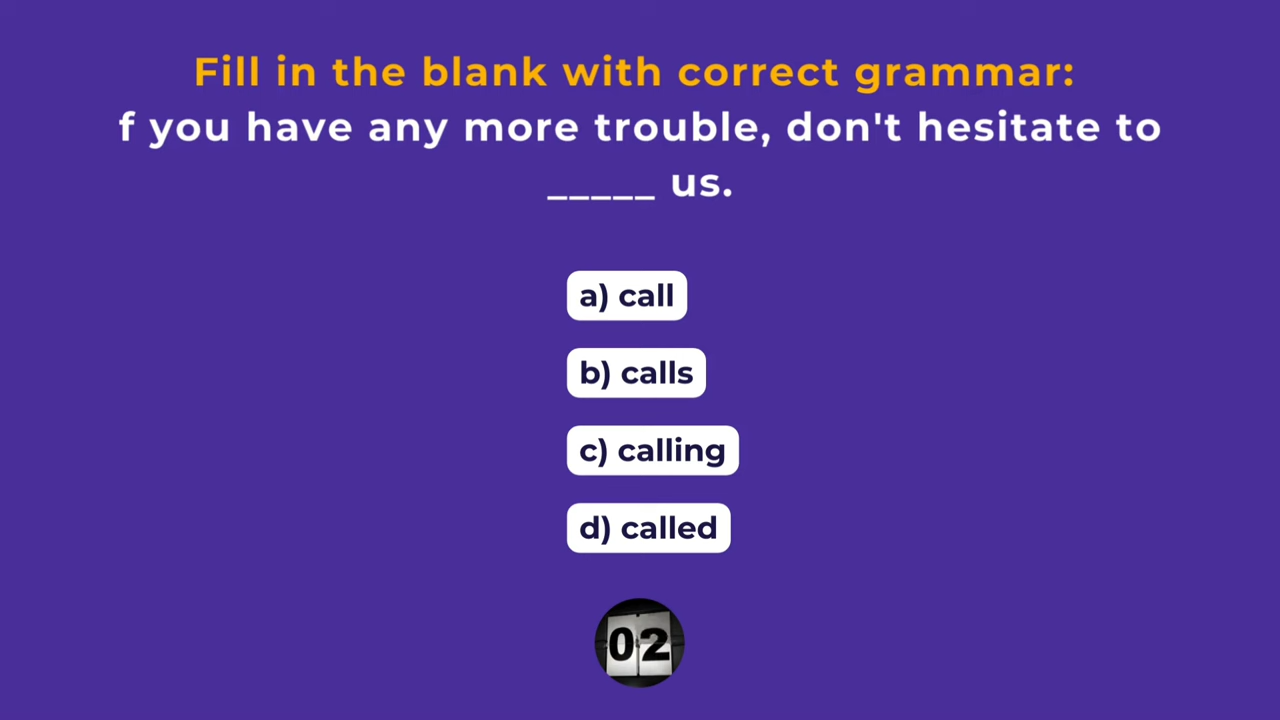 Fill in the blank with correct grammar:
f you have any more trouble, don't hesitate to
_____ us.
a) call
b) calls
c) calling
d) called
02